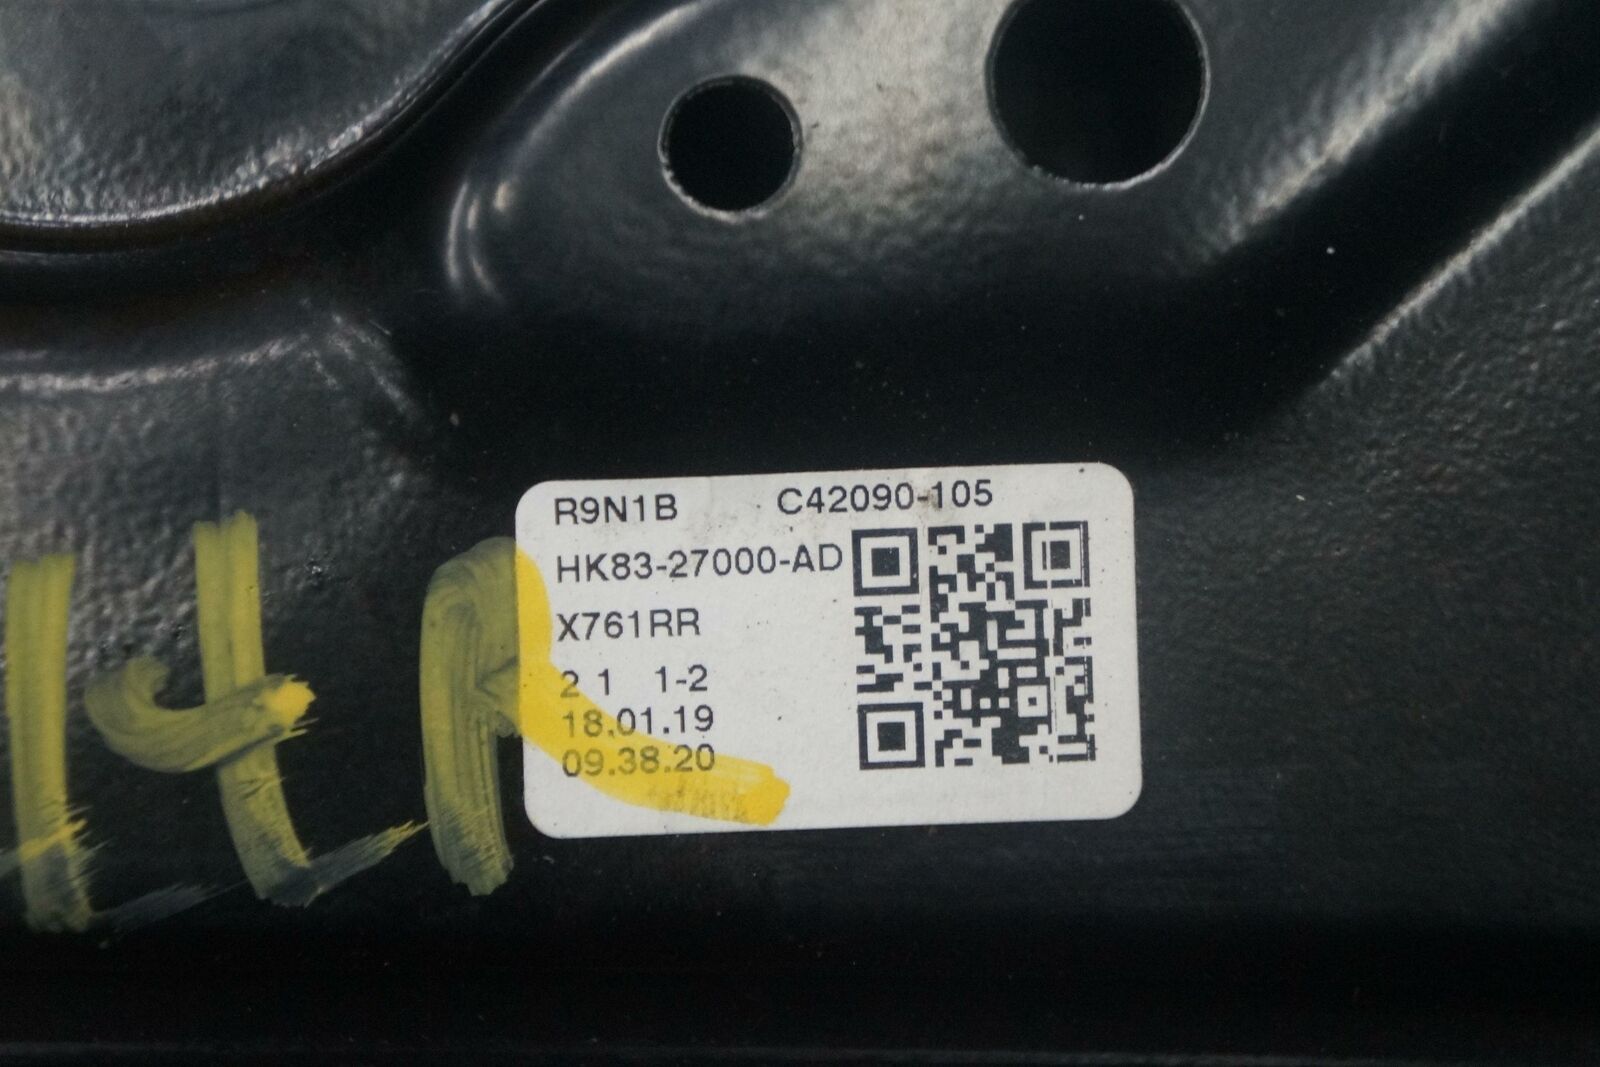 R9N1B C42090-105
HK83-27000-AD
X761RR
2 1 1-2
18.01.19
09.38.20